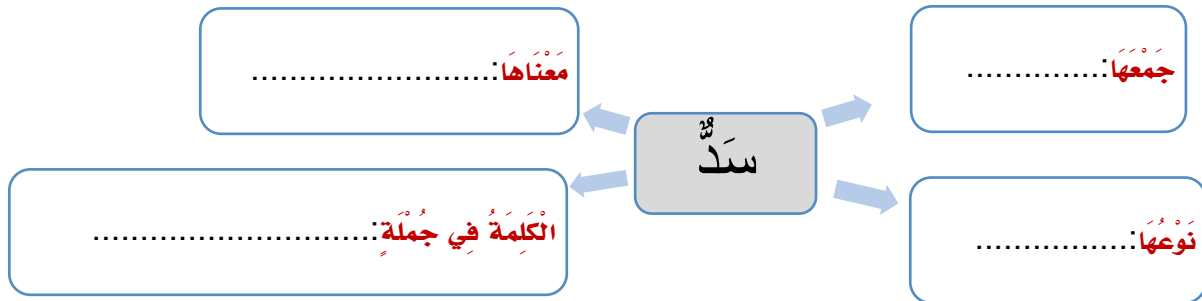 جَمْعَهَا:..............
مَعْنَاهَا:.........................
سَدٌّ
نَوْعُهَا:................
الْكَلِمَةُ فِي جُمْلَةٍ:.............................